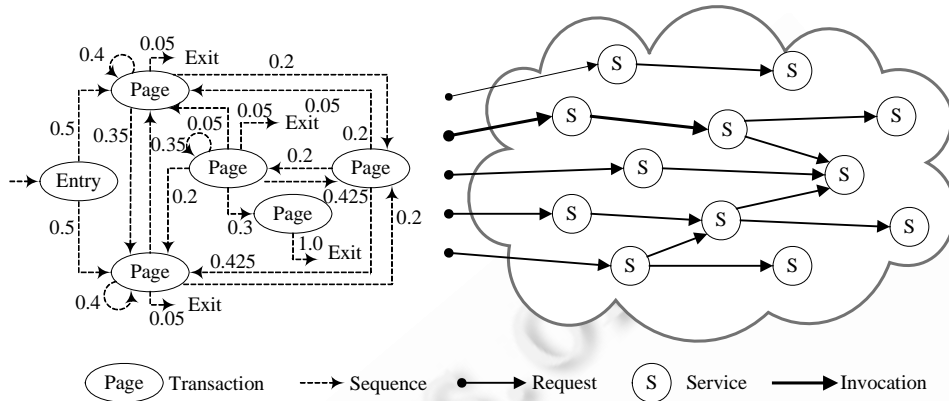 0.4
0.05
Exit
0.2
Page
0.05
0.05
Exit
0.5
0.35
0.35
0.05
0.2
Page
0.2
Page
Entry
0.2
0.425
Page
0.3
0.2
0.5
1.0
Exit
0.425
Page
0.4
0.05
Exit
S
S
S
S
S
S
S
S
S
S
S
S
Page
Transaction
Sequence
Request
S
Service
Invocation